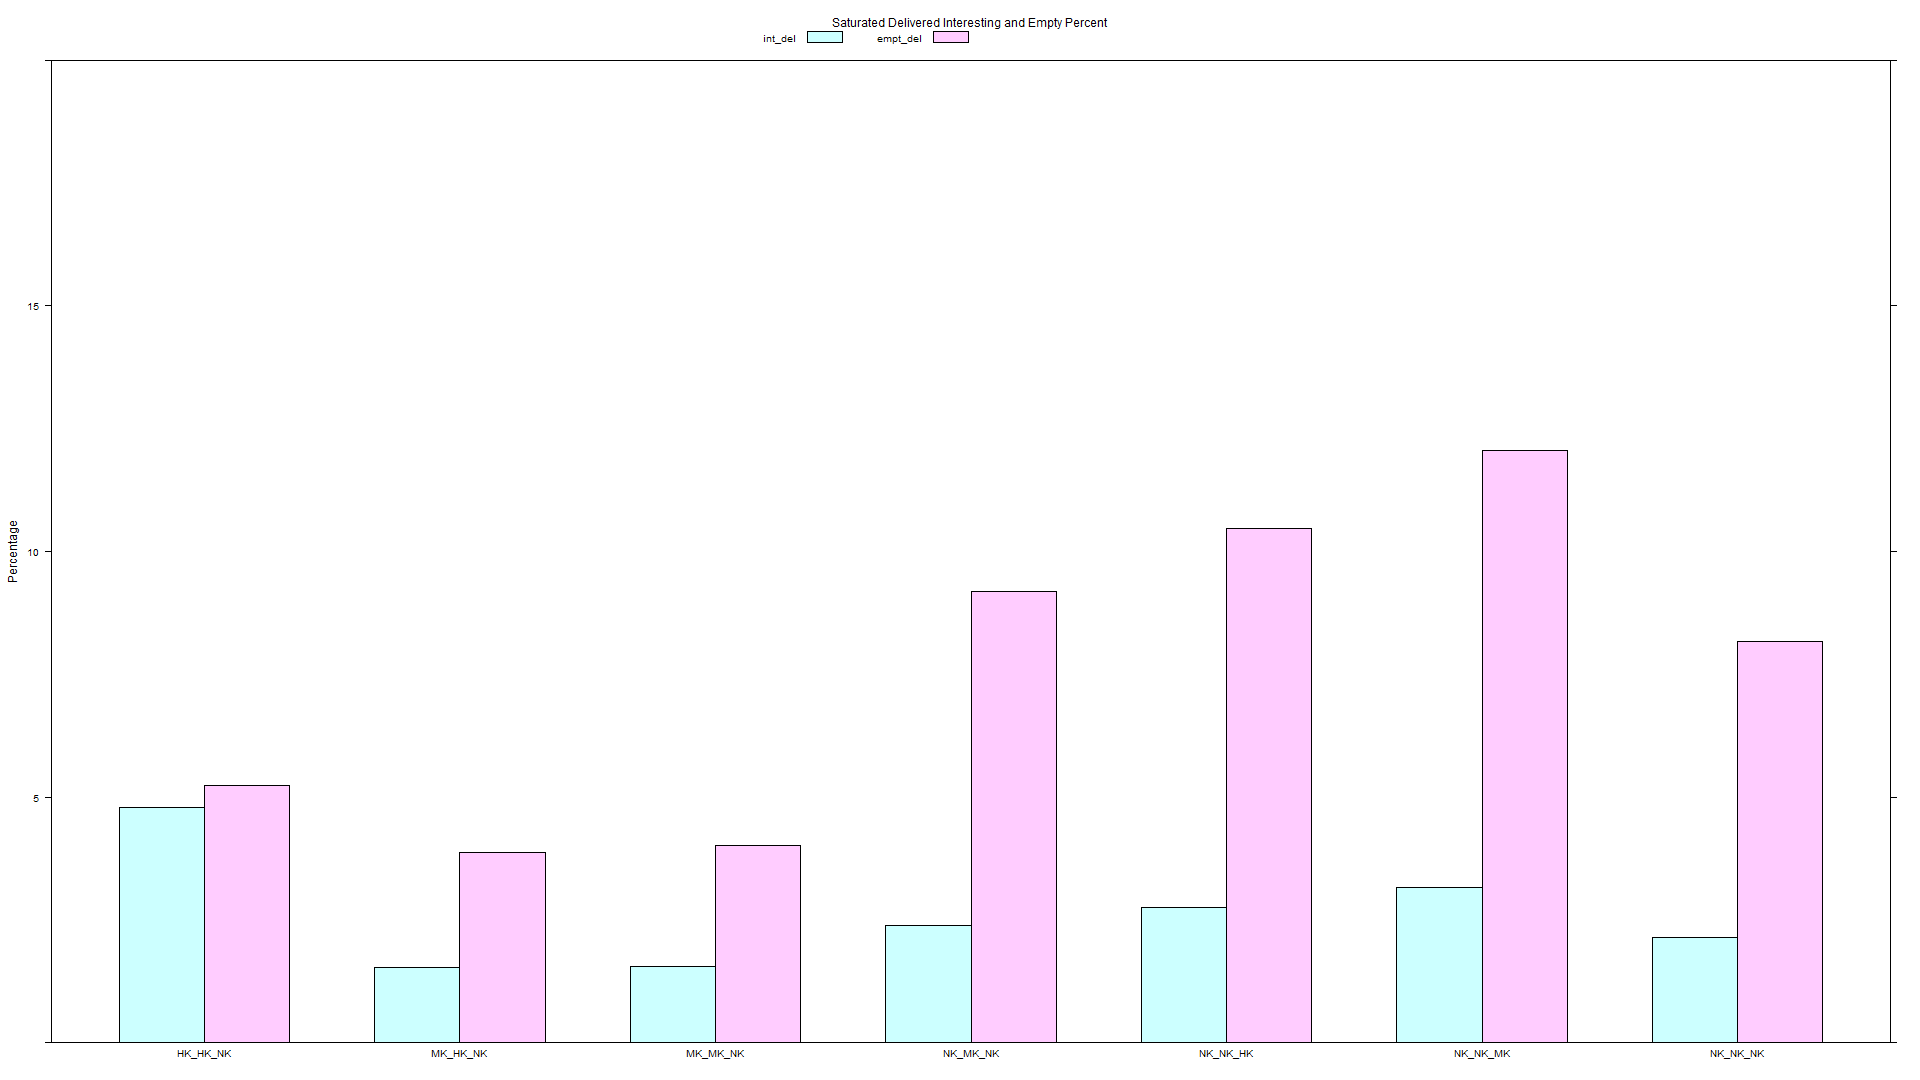 Saturated Delivered Interesting and Empty Percent
int_del empt_del
Percentage
15
10
5
HK_HK_NK MK_HK_NK MK_MK_NK NK_MK_NK NK_NK_HK NK_NK_MK NK_NK_NK